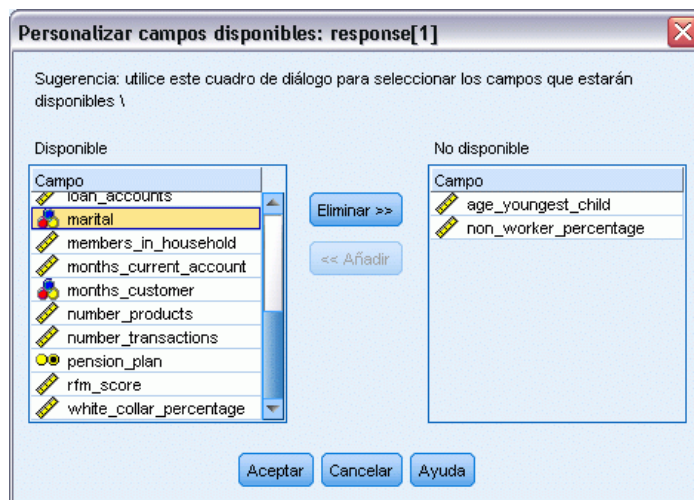 Personalizar campos disponibles: response[1]
Sugerencia: utilice este cuadro de diálogo para seleccionar los campos que estarán
disponibles \
Disponible
Campo
loan_accounts
marital
members_in_household
months_current_account
months_customer
number_products
number_transactions
pension_plan
rfm_score
white_collar_percentage
Eliminar >>
<< Añadir
No disponible
Campo
age_youngest_child
non_worker_percentage
Aceptar
Cancelar
Ayuda